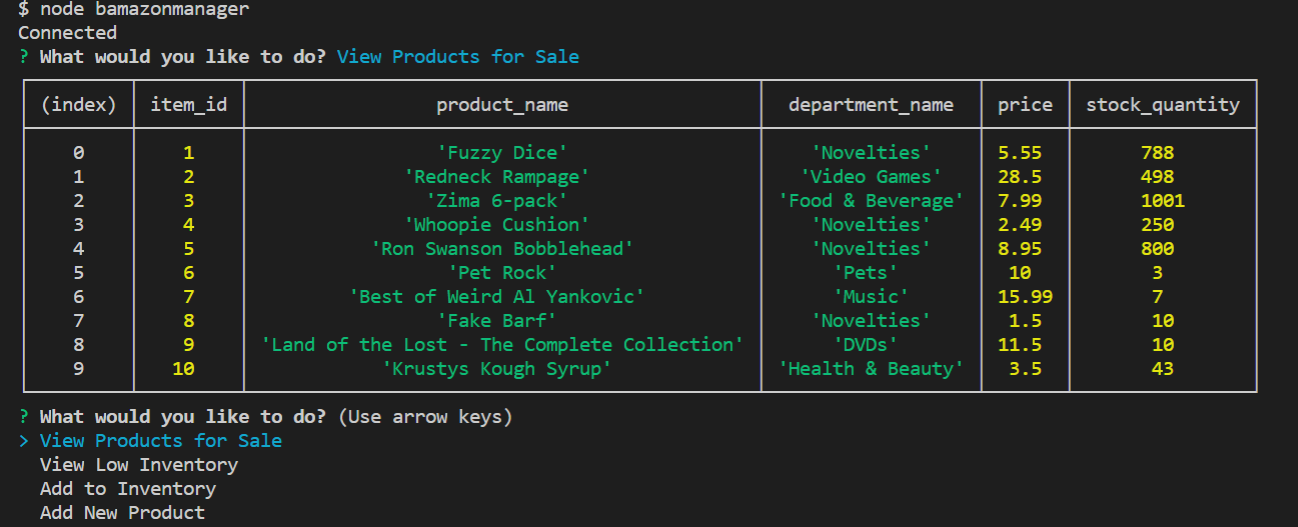 $ node bamazonmanager
Connected
? What would you like to do? View Products for Sale
(index) item_id product_name department_name price stock_quantity
0 1 'Fuzzy Dice' 'Novelties' 5.55 788
1 2 'Redneck Rampage' 'Video Games' 28.5 498
2 3 'Zima 6-pack' 'Food & Beverage' 7.99 1001
3 4 'Whoopie Cushion' 'Novelties' 2.49 250
4 5 'Ron Swanson Bobblehead' 'Novelties' 8.95 800
5 6 'Pet Rock' 'Pets' 10 3
6 7 'Best of Weird Al Yankovic' 'Music' 15.99 7
7 8 'Fake Barf' 'Novelties' 1.5 10
8 9 'Land of the Lost - The Complete Collection' 'DVDs' 11.5 10
9 10 'Krustys Kough Syrup' 'Health & Beauty' 3.5 43
? What would you like to do? (Use arrow keys)
> View Products for Sale
View Low Inventory
Add to Inventory
Add New Product